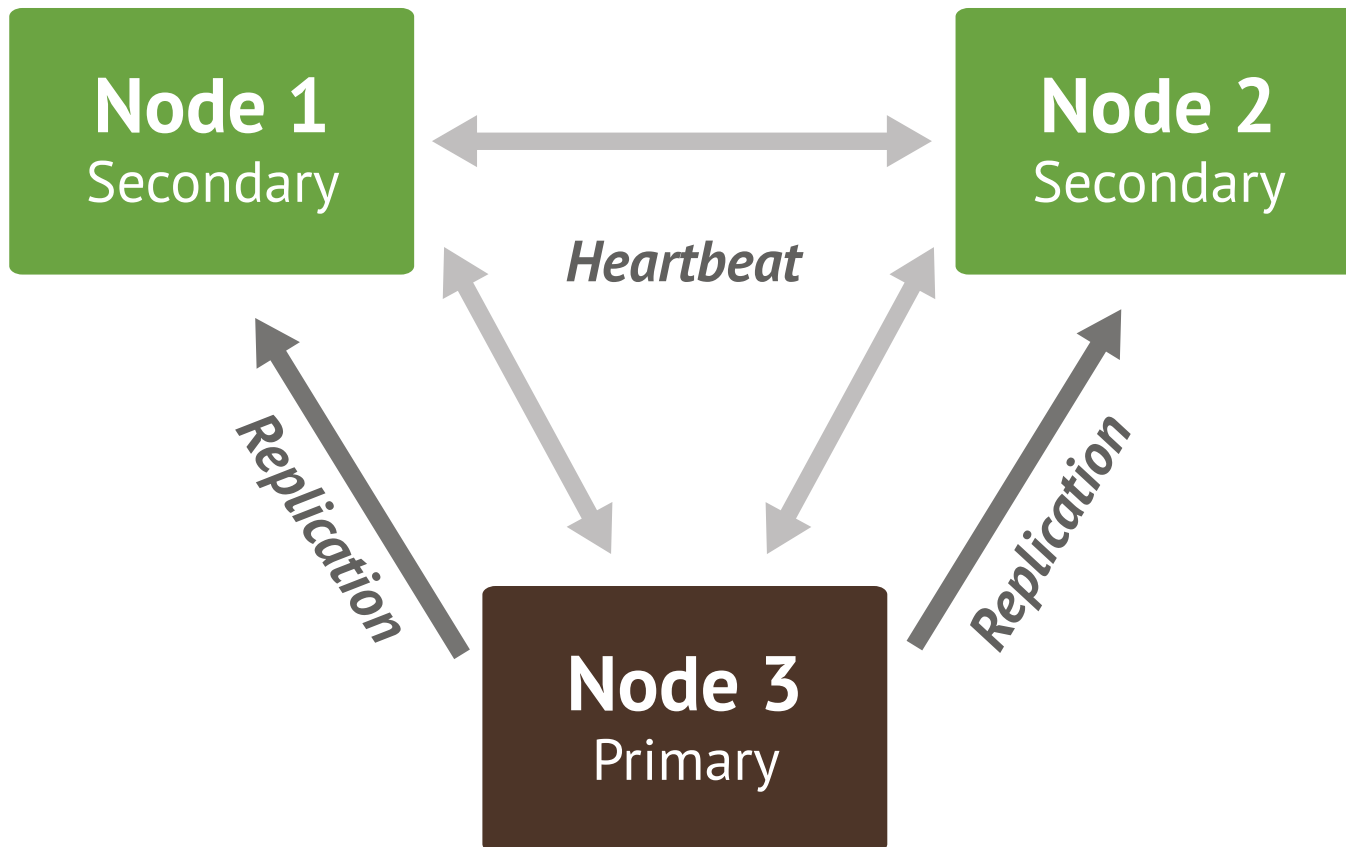 Node 1
Secondary
Node 2
Secondary
Heartbeat
Replication
Replication
Node 3
Primary